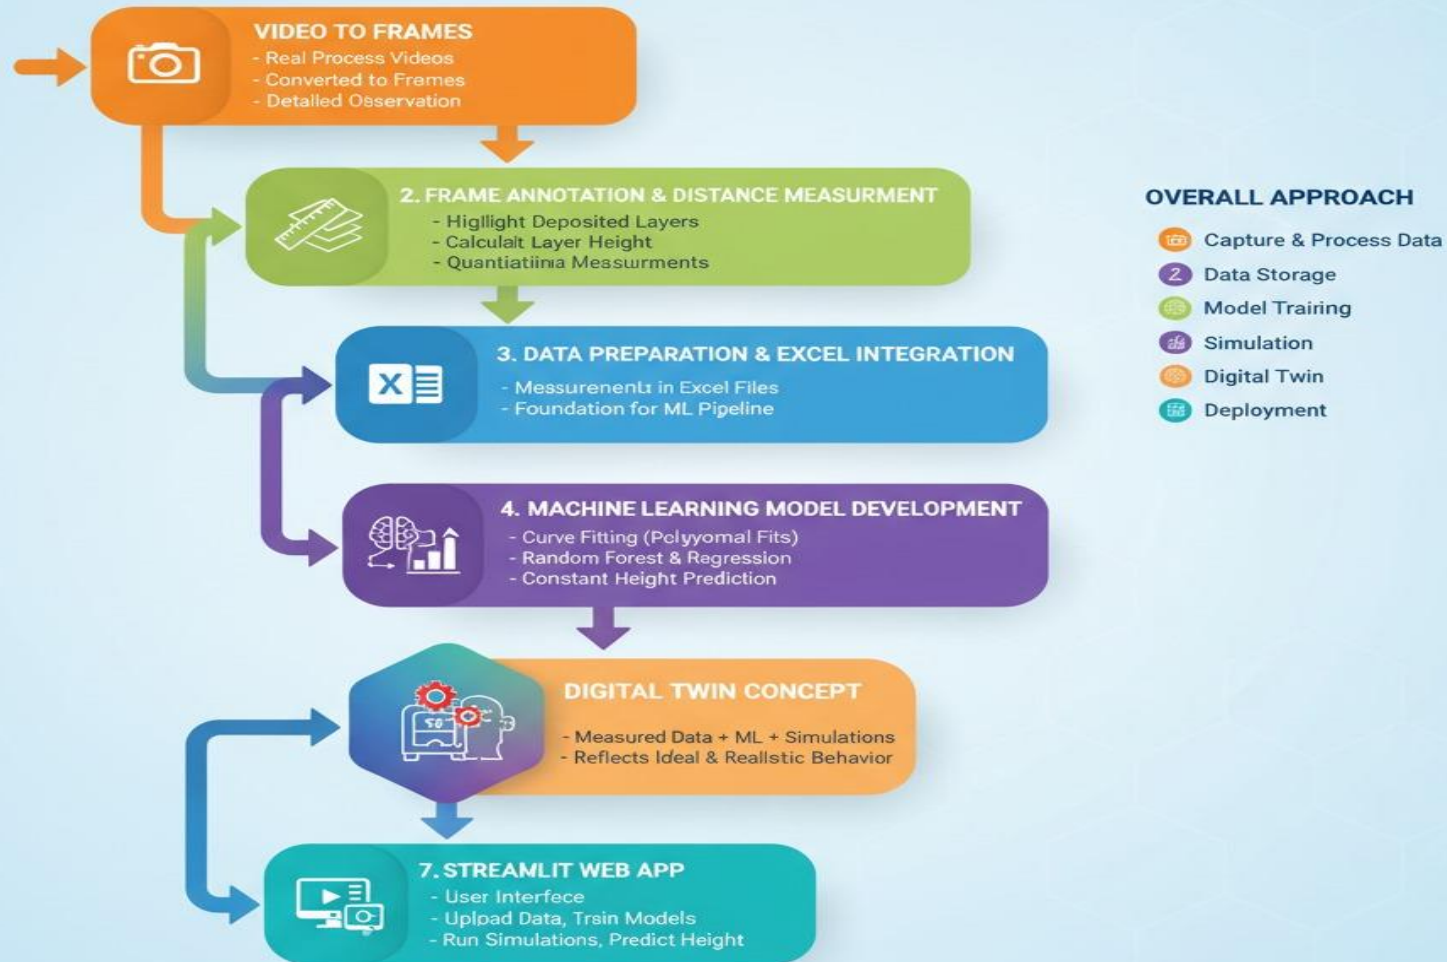 VIDEO TO FRAMES
- Real Process Videos
- Converted to Frames
- Detailed Observation
2. FRAME ANNOTATION & DISTANCE MEASURMENT
- Higllight Deposited Layers
- Calculait Layer Height
- Quantiatiina Meassurments
3. DATA PREPARATION & EXCEL INTEGRATION
- Messurenentz in Excel Files
- Foundation for ML Pipeline
4. MACHINE LEARNING MODEL DEVELOPMENT
- Curve Fitting (Pclyyomal Fits)
- Random Forest & Regression
- Constant Height Prediction
DIGITAL TWIN CONCEPT
- Measured Data + ML + Simulations
- Reflects Ideal & Reallstic Behavior
7. STREAMLIT WEB APP
- User Interfece
- Uplpad Data, Trsin Models
- Run Simulations, Predict Height
OVERALL APPROACH
Capture & Process Data
2 Data Storage
Model Trairing
Simulation
Digital Twin
Deployment